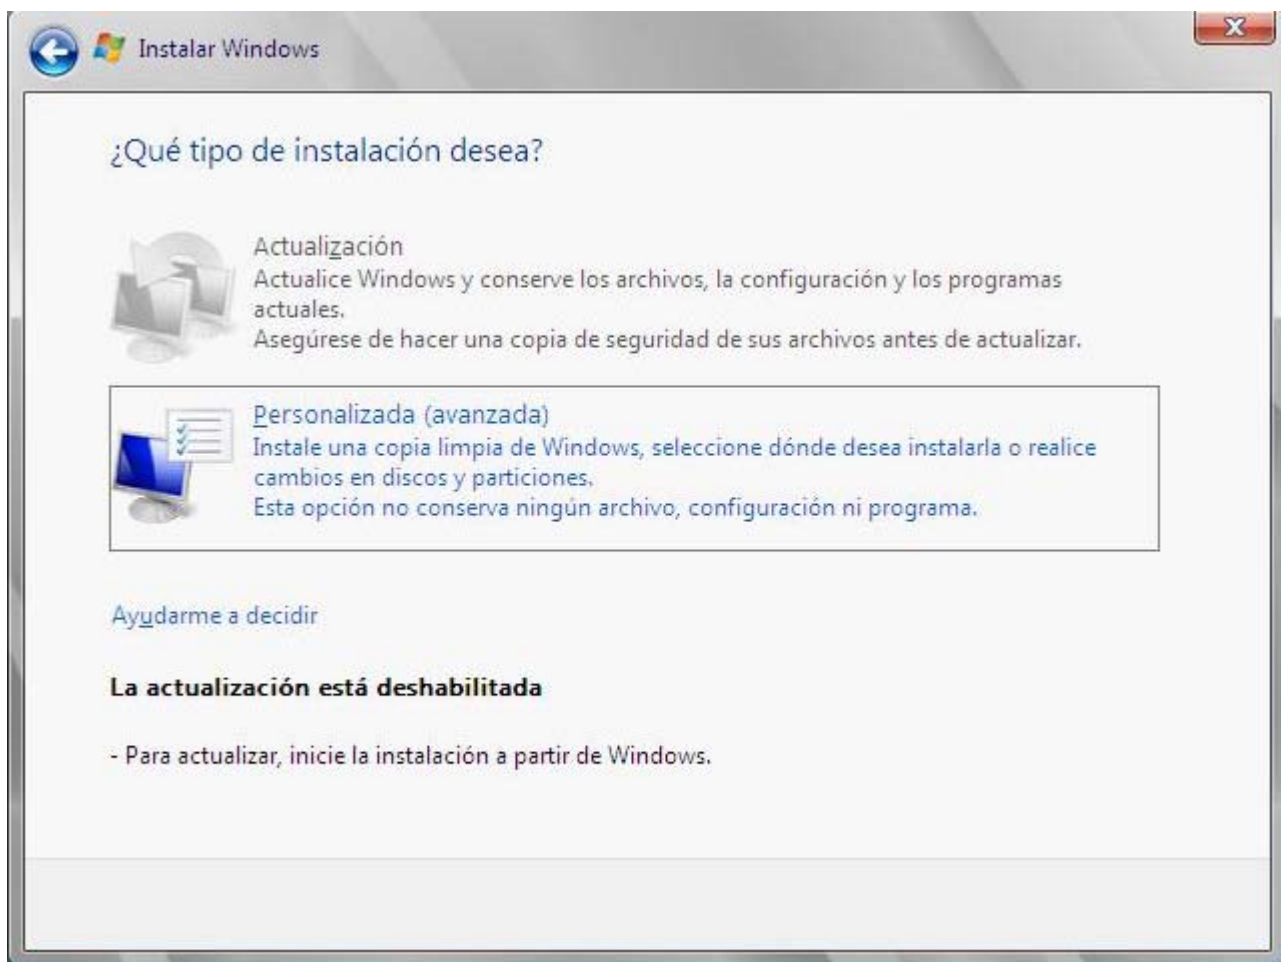 Instalar Windows
¿Qué tipo de instalación desea?
Actualización
Actualice Windows y conserve los archivos, la configuración y los programas
actuales.
Asegúrese de hacer una copia de seguridad de sus archivos antes de actualizar.
Personalizada (avanzada)
Instale una copia limpia de Windows, seleccione dónde desea instalarla o realice
cambios en discos y particiones.
Esta opción no conserva ningún archivo, configuración ni programa.
Ayudarme a decidir
La actualización está deshabilitada
- Para actualizar, inicie la instalación a partir de Windows.